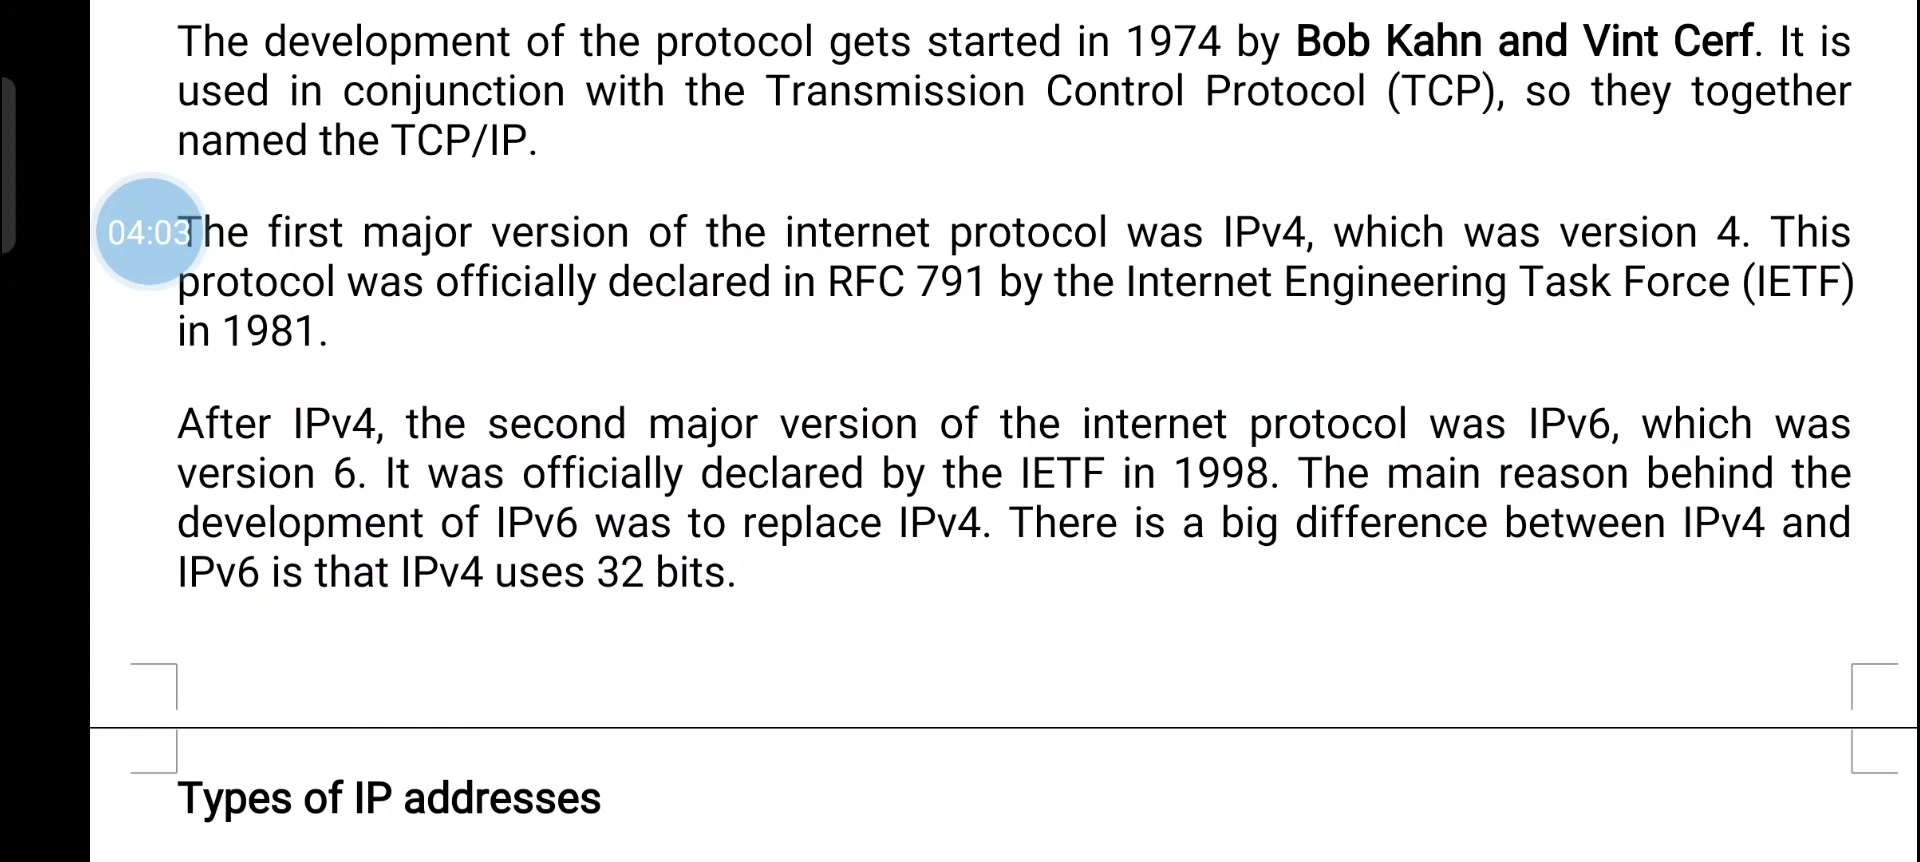 The development of the protocol gets started in 1974 by Bob Kahn and Vint Cerf. It is
used in conjunction with the Transmission Control Protocol (TCP), so they together
named the TCP/IP.
04:03
The first major version of the internet protocol was IPv4, which was version 4. This
protocol was officially declared in RFC 791 by the Internet Engineering Task Force (IETF)
in 1981.
After IPv4, the second major version of the internet protocol was IPv6, which was
version 6. It was officially declared by the IETF in 1998. The main reason behind the
development of IPv6 was to replace IPv4. There is a big difference between IPv4 and
IPv6 is that IPv4 uses 32 bits.
Types of IP addresses